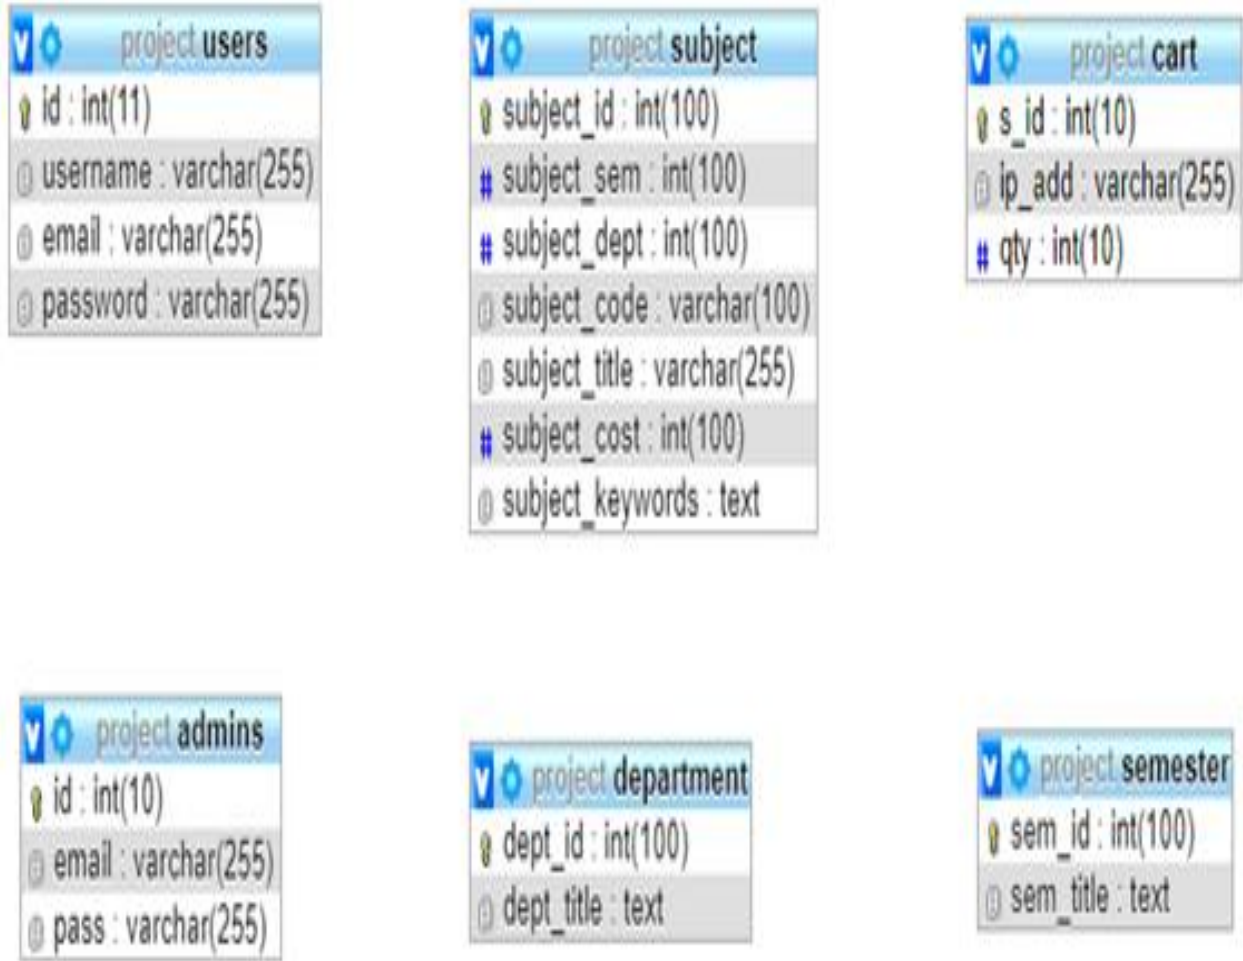 project users
id : int(11)
username : varchar(255)
email : varchar(255)
password : varchar(255)
project subject
subject_id : int(100)
subject_sem : int(100)
subject_dept : int(100)
subject_code : varchar(100)
subject_title : varchar(255)
subject_cost : int(100)
subject_keywords : text
project cart
s_id : int(10)
ip_add : varchar(255)
qty : int(10)
project admins
id : int(10)
email : varchar(255)
pass : varchar(255)
project department
dept_id : int(100)
dept_title : text
project semester
sem_id : int(100)
sem_title : text